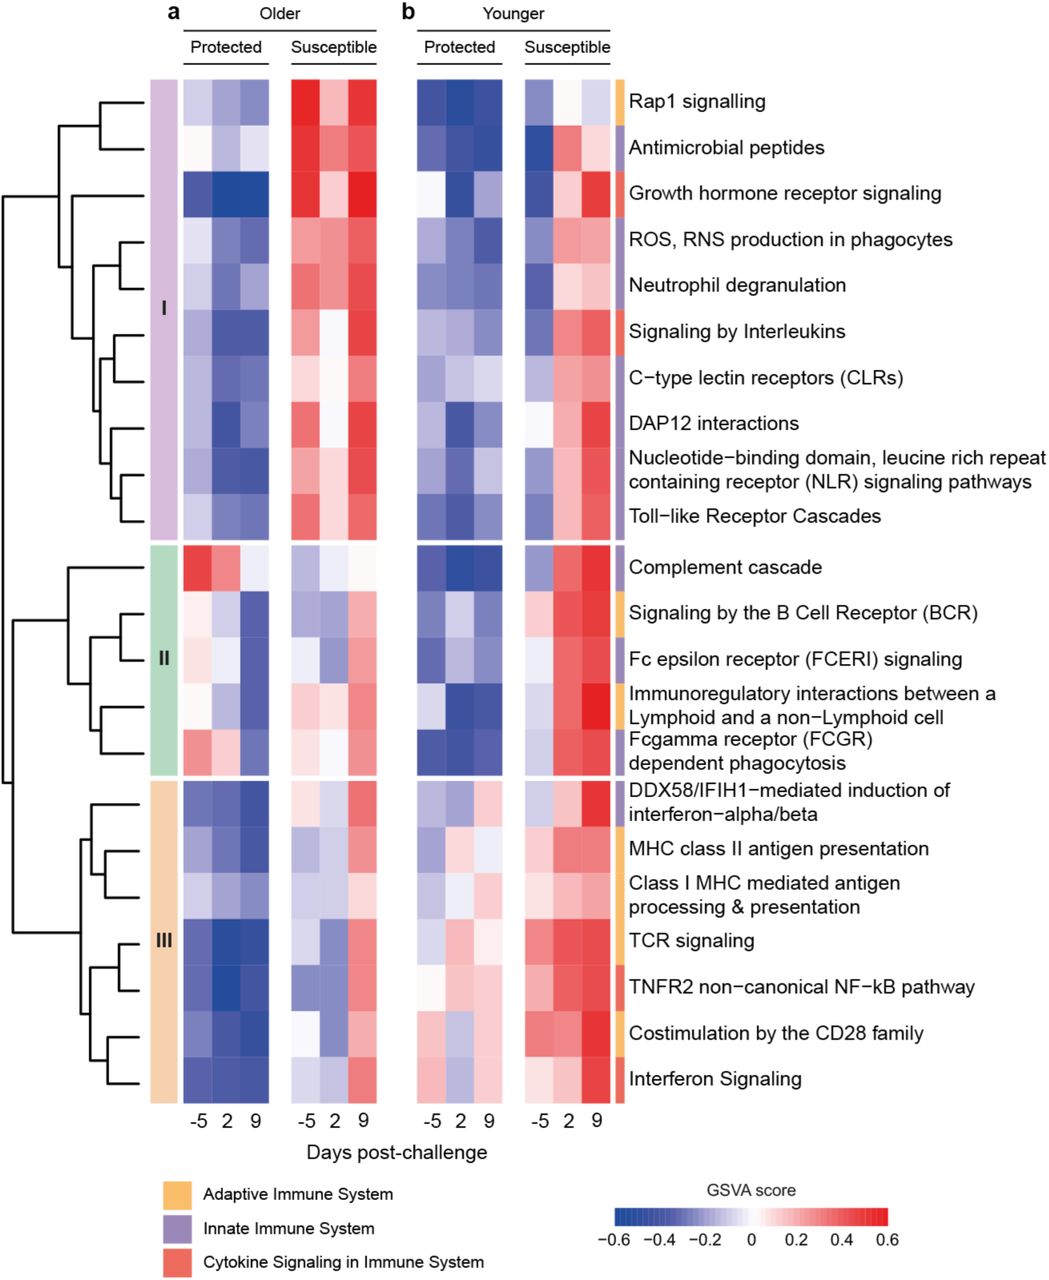 a
Older
b
Younger
Protected
Susceptible
Protected
Susceptible
I
Rap1 signalling
Antimicrobial peptides
Growth hormone receptor signaling
ROS, RNS production in phagocytes
Neutrophil degranulation
Signaling by Interleukins
C−type lectin receptors (CLRs)
DAP12 interactions
Nucleotide−binding domain, leucine rich repeat
containing receptor (NLR) signaling pathways
Toll−like Receptor Cascades
II
Complement cascade
Signaling by the B Cell Receptor (BCR)
Fc epsilon receptor (FCERI) signaling
Immunoregulatory interactions between a
Lymphoid and a non−Lymphoid cell
Fcgamma receptor (FCGR)
dependent phagocytosis
III
DDX58/IFIH1−mediated induction of
interferon−alpha/beta
MHC class II antigen presentation
Class I MHC mediated antigen
processing & presentation
TCR signaling
TNFR2 non−canonical NF−kB pathway
Costimulation by the CD28 family
Interferon Signaling
-5 2 9 -5 2 9 -5 2 9 -5 2 9
Days post-challenge
Adaptive Immune System
Innate Immune System
Cytokine Signaling in Immune System
GSVA score
−0.6 −0.4 −0.2 0 0.2 0.4 0.6